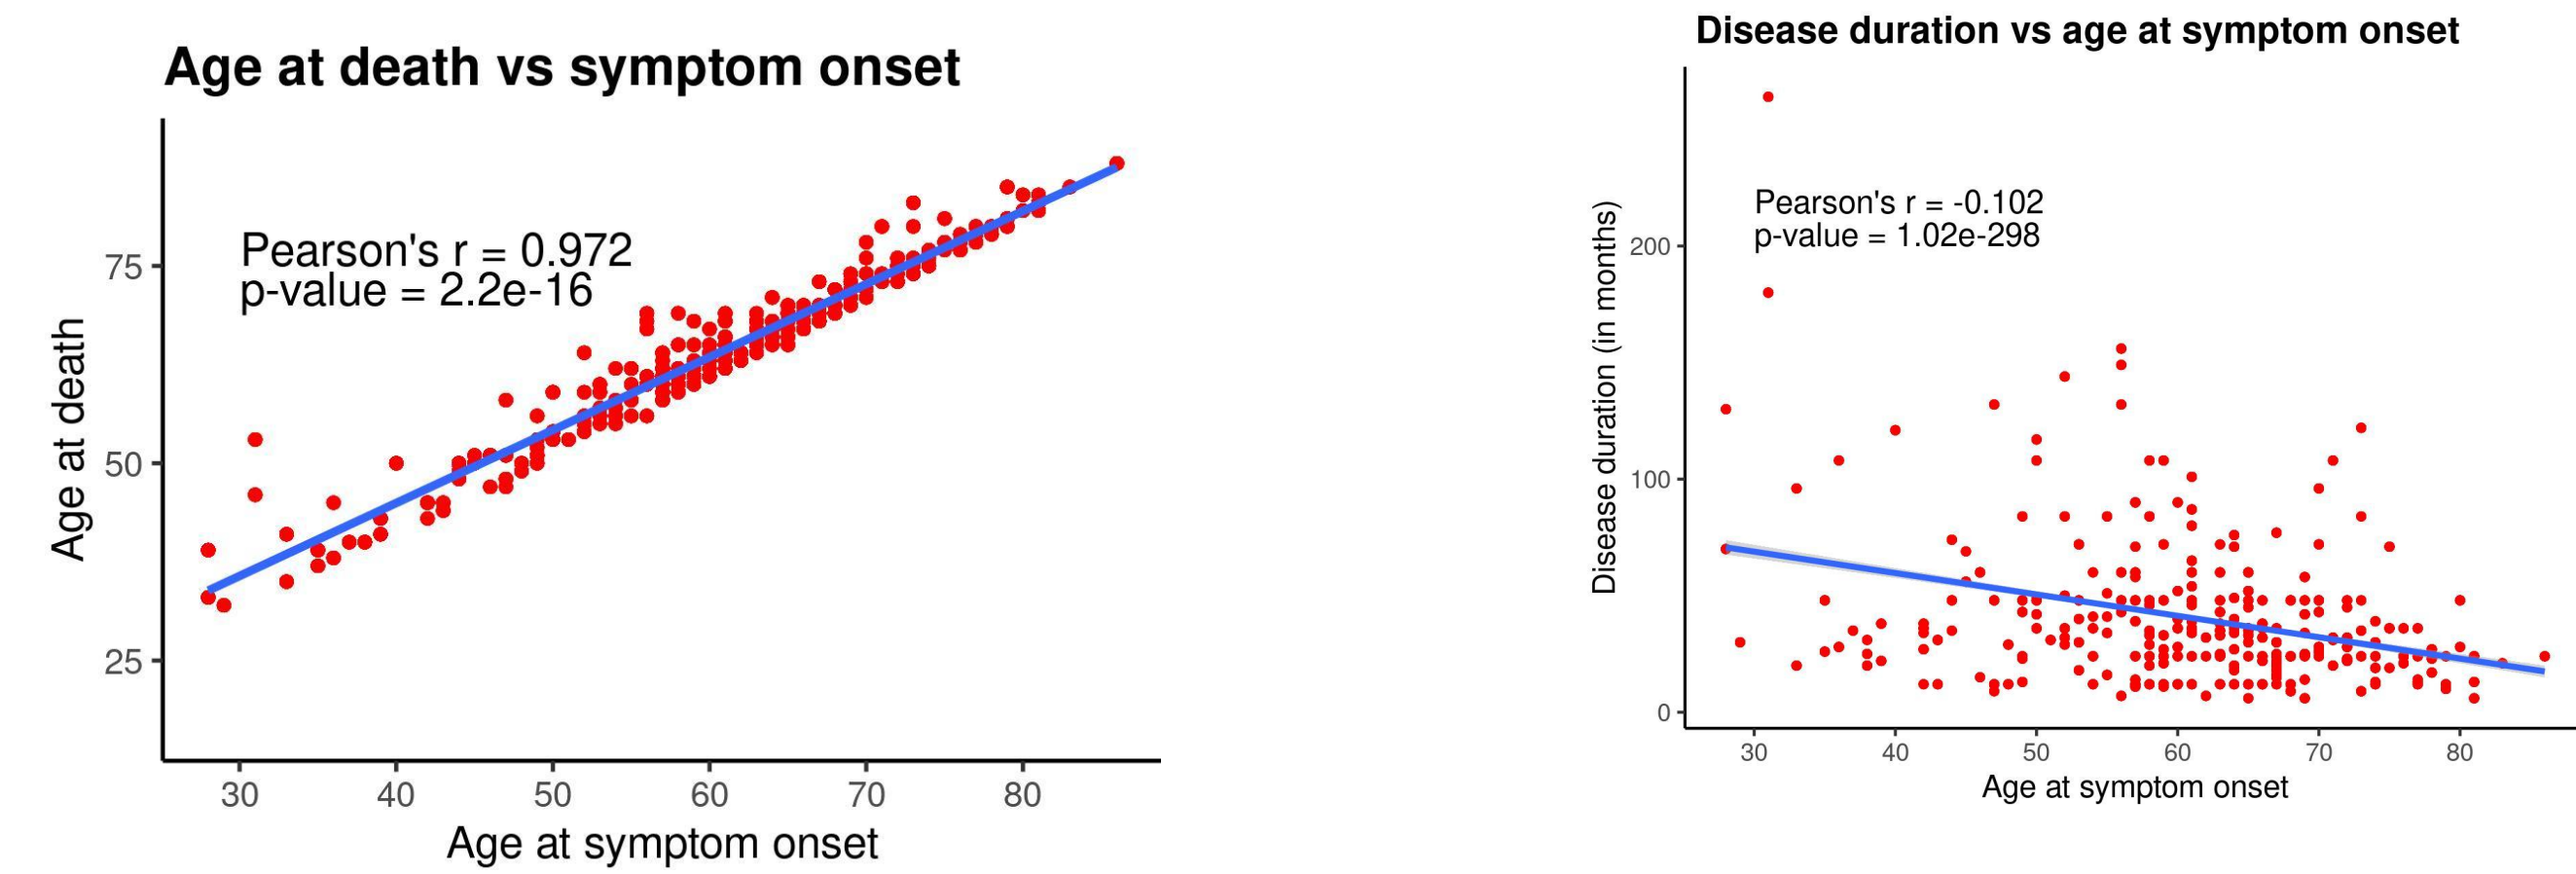 Age at death vs symptom onset
Pearson's r = 0.972
p-value = 2.2e-16
Age at death
75
50
25
30 40 50 60 70 80
Age at symptom onset
Disease duration vs age at symptom onset
Pearson's r = -0.102
p-value = 1.02e-298
Disease duration (in months)
200
100
0
30 40 50 60 70 80
Age at symptom onset